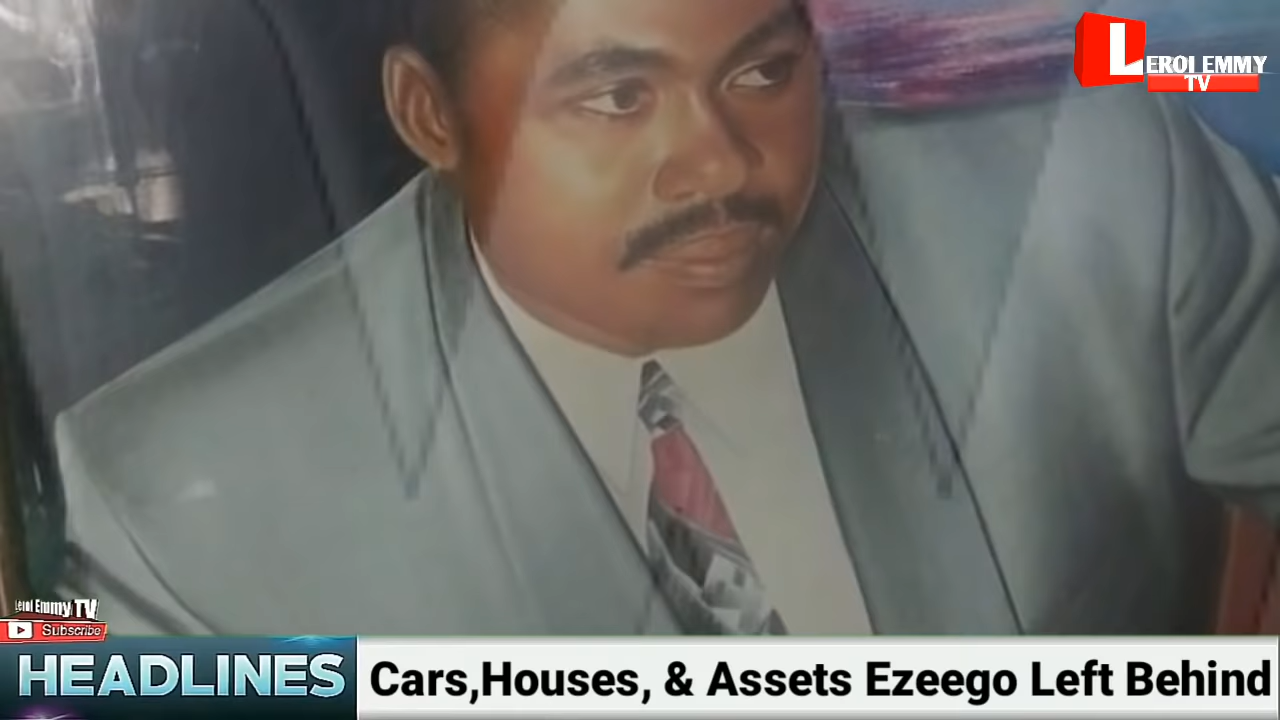 LEROI EMMY
TV
Leroi Emmy TV
Subscribe
HEADLINES
Cars,Houses, & Assets Ezeego Left Behind